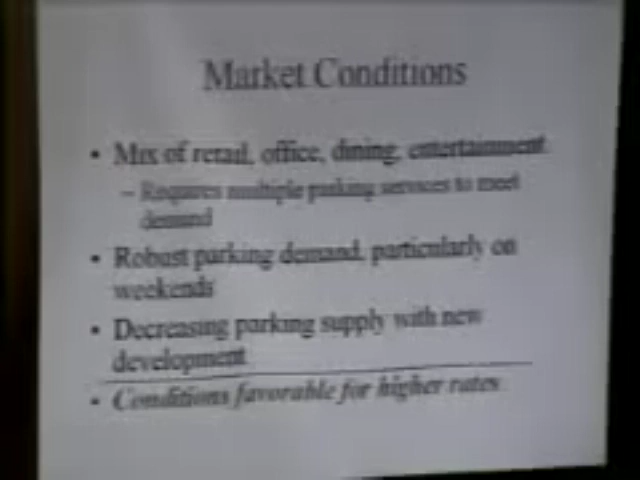 Market Conditions
• Mix of retail, office, dining, entertainment
– Requires multiple parking services to meet
demand
• Robust parking demand, particularly on
weekends
• Decreasing parking supply with new
development
• Conditions favorable for higher rates